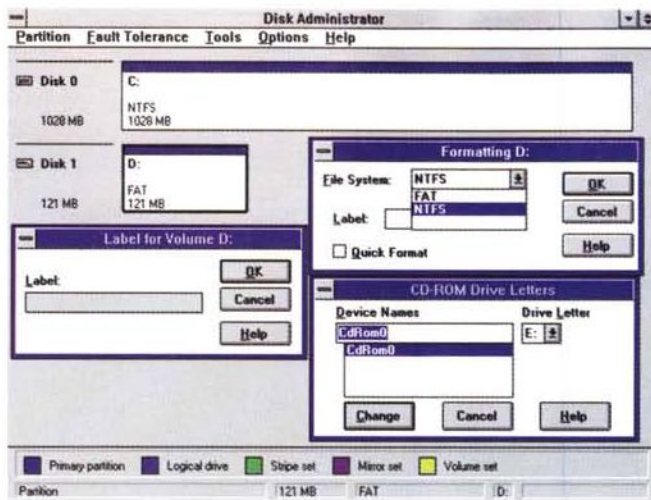 Disk Administrator
Partition Fault Tolerance Tools Options Help
Disk 0
1028 MB
C:
NTFS
1028 MB
Disk 1
121 MB
D:
FAT
121 MB
Formatting D:
File System: NTFS
FAT
NTFS
Label:
Quick Format
OK
Cancel
Help
Label for Volume D:
Label:
OK
Cancel
Help
CD-ROM Drive Letters
Device Names Drive Letter
CdRom0 E:
CdRom0
Change Cancel Help
Primary partition Logical drive Stripe set Mirror set Volume set
Partition 121 MB FAT D: